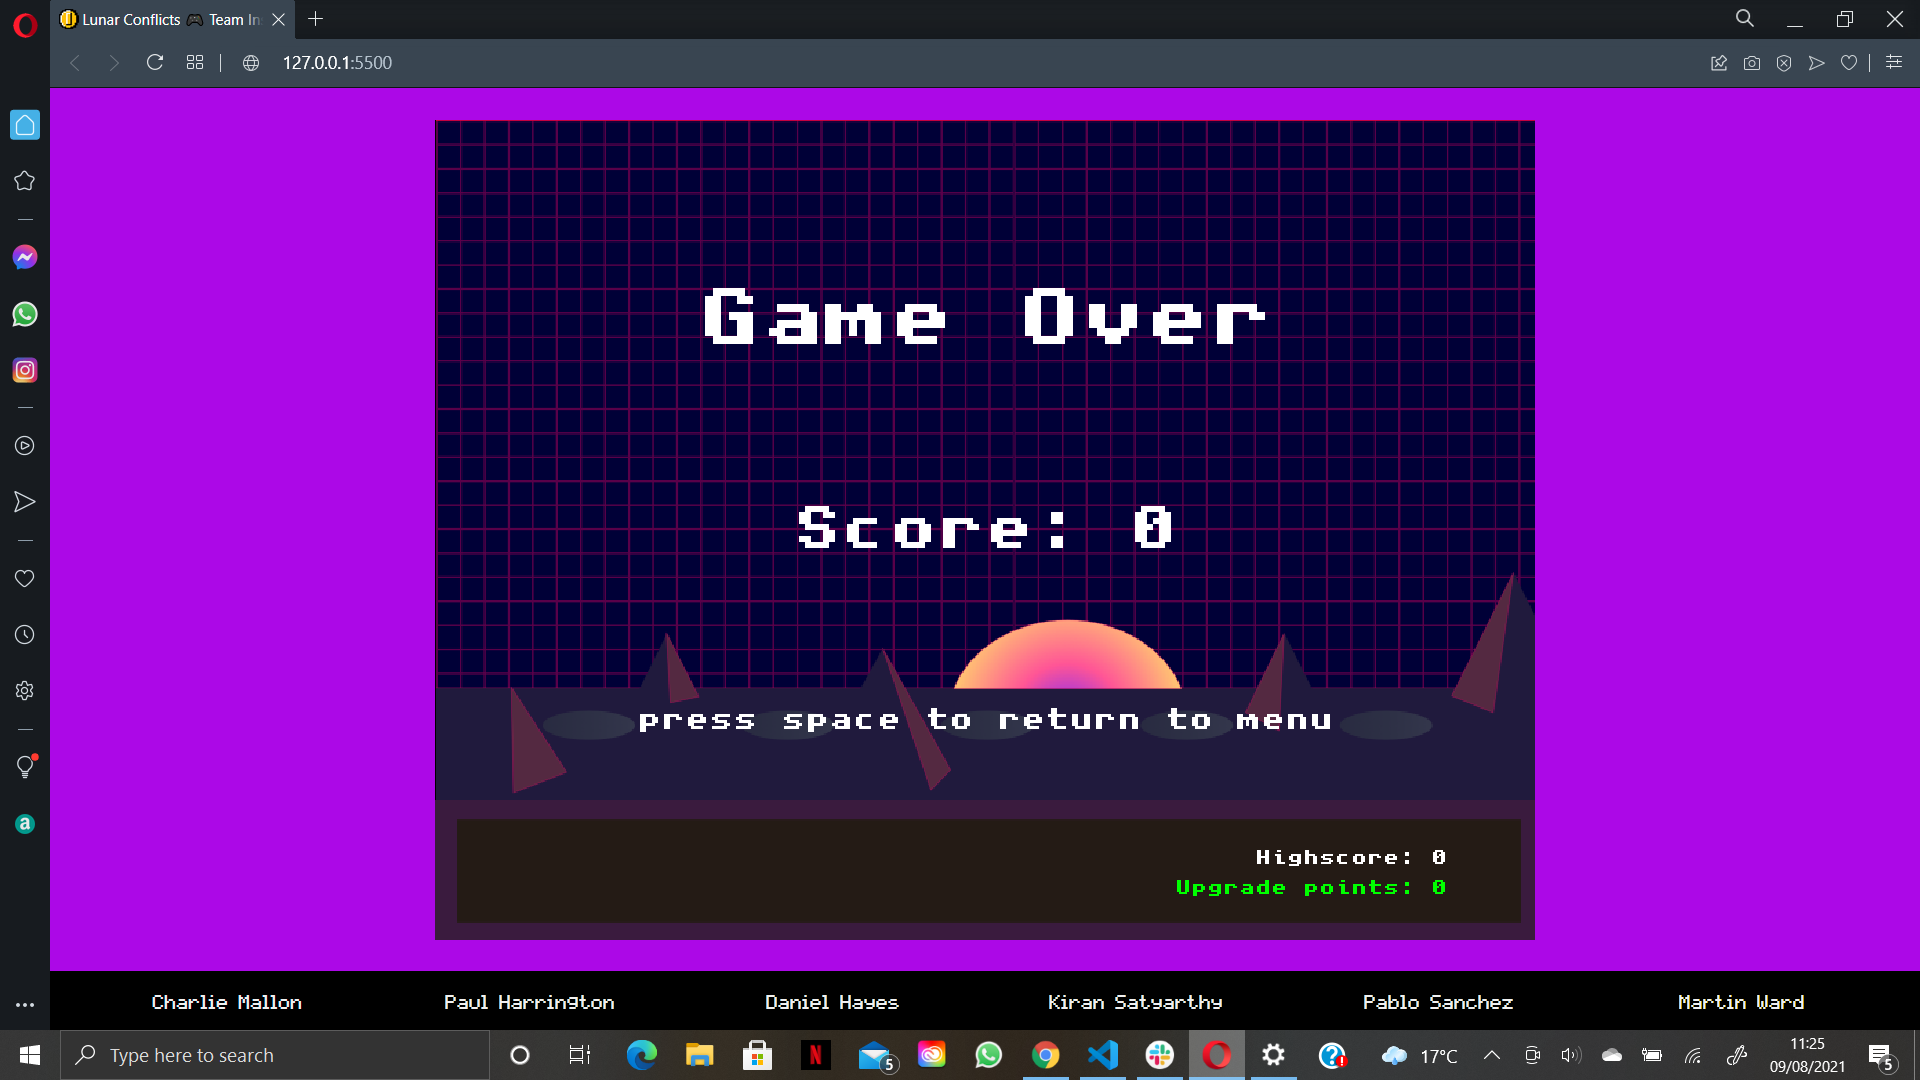 Lunar Conflicts 🎮 Team In
127.0.0.1:5500
Game Over
Score: 0
press space to return to menu
Highscore: 0
Upgrade points: 0
Charlie Mallon Paul Harrington Daniel Hayes Kiran Satyarthy Pablo Sanchez Martin Ward
Type here to search
5
17°C
11:25
09/08/2021
5